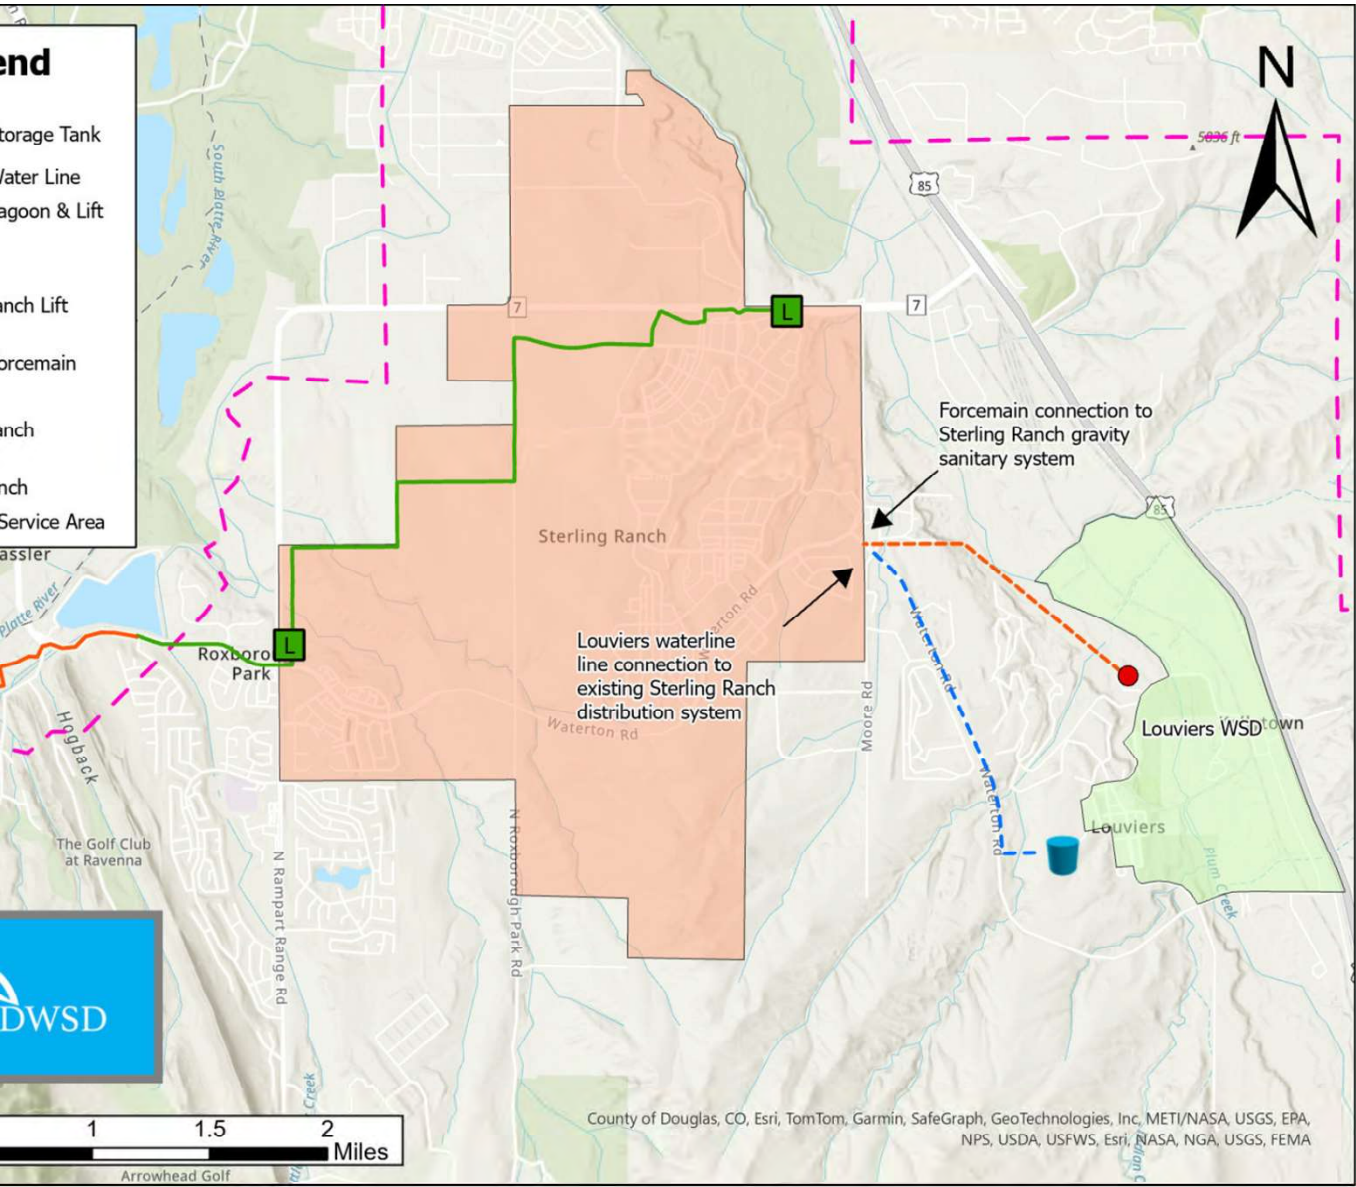 end
torage Tank
Vater Line
agoon & Lift
anch Lift
orcemain
anch
nch
Service Area
assler
N
5836 ft
85
South Platte River
7
L
7
Forcemain connection to
Sterling Ranch gravity
sanitary system
85
Sterling Ranch
Platte River
L
Roxboro
Park
Waterton Rd
Louviers waterline
line connection to
existing Sterling Ranch
distribution system
erton Rd
Waterton Rd
Moore Rd
Louviers WSD
town
Hogback
Waterton Rd
Louviers
The Golf Club
at Ravenna
Plum Creek
N Rampart Range Rd
N Roxborough Park Rd
DWSD
Creek
1
1.5
2
Miles
Arrowhead Golf
County of Douglas, CO, Esri, TomTom, Garmin, SafeGraph, GeoTechnologies, Inc, METI/NASA, USGS, EPA,
NPS, USDA, USFWS, Esri, NASA, NGA, USGS, FEMA